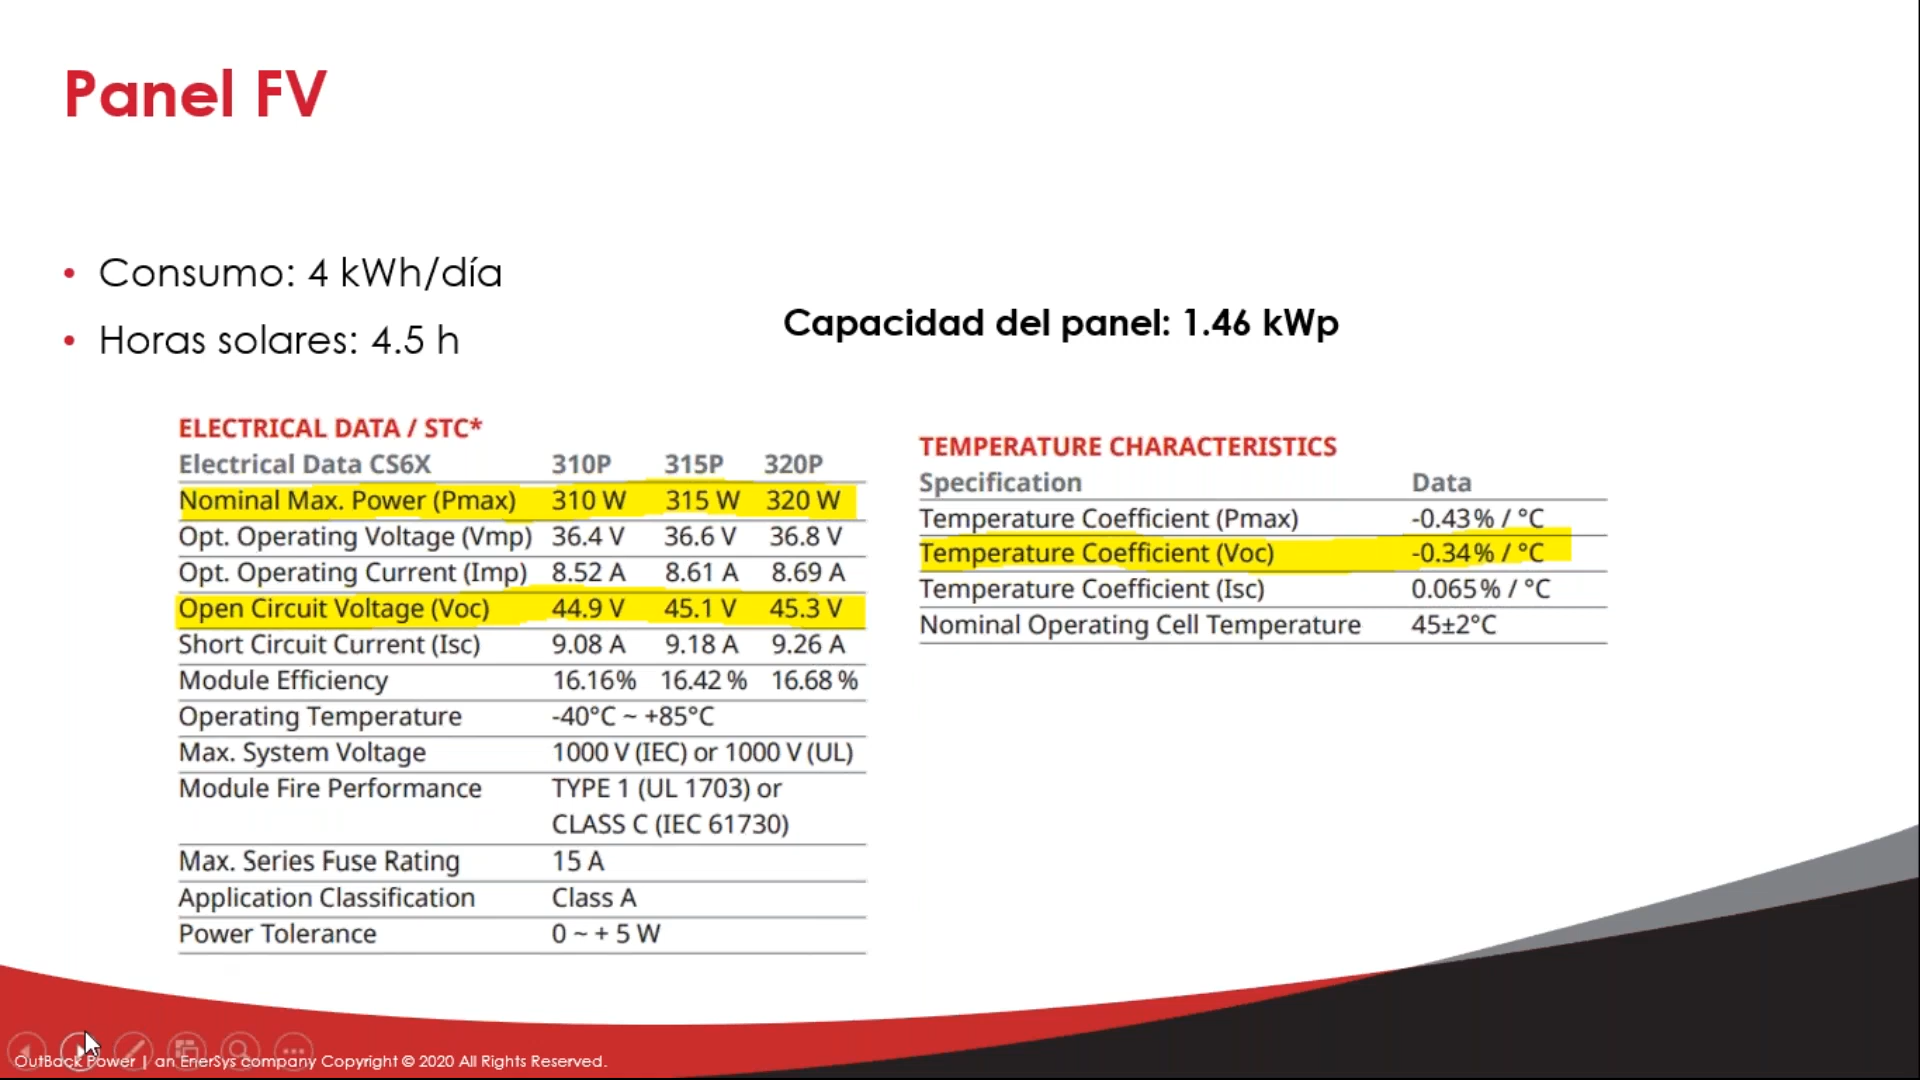 Panel FV
• Consumo: 4 kWh/día
• Horas solares: 4.5 h
Capacidad del panel: 1.46 kWp
ELECTRICAL DATA / STC*
Electrical Data CS6X 310P 315P 320P
Nominal Max. Power (Pmax) 310 W 315 W 320 W
Opt. Operating Voltage (Vmp) 36.4 V 36.6 V 36.8 V
Opt. Operating Current (Imp) 8.52 A 8.61 A 8.69 A
Open Circuit Voltage (Voc) 44.9 V 45.1 V 45.3 V
Short Circuit Current (Isc) 9.08 A 9.18 A 9.26 A
Module Efficiency 16.16% 16.42 % 16.68 %
Operating Temperature -40°C ~ +85°C
Max. System Voltage 1000 V (IEC) or 1000 V (UL)
Module Fire Performance TYPE 1 (UL 1703) or
CLASS C (IEC 61730)
Max. Series Fuse Rating 15 A
Application Classification Class A
Power Tolerance 0 ~ + 5 W
TEMPERATURE CHARACTERISTICS
Specification Data
Temperature Coefficient (Pmax) -0.43% / °C
Temperature Coefficient (Voc) -0.34% / °C
Temperature Coefficient (Isc) 0.065% / °C
Nominal Operating Cell Temperature 45±2°C
OutBack Power | an EnerSys company Copyright © 2020 All Rights Reserved.